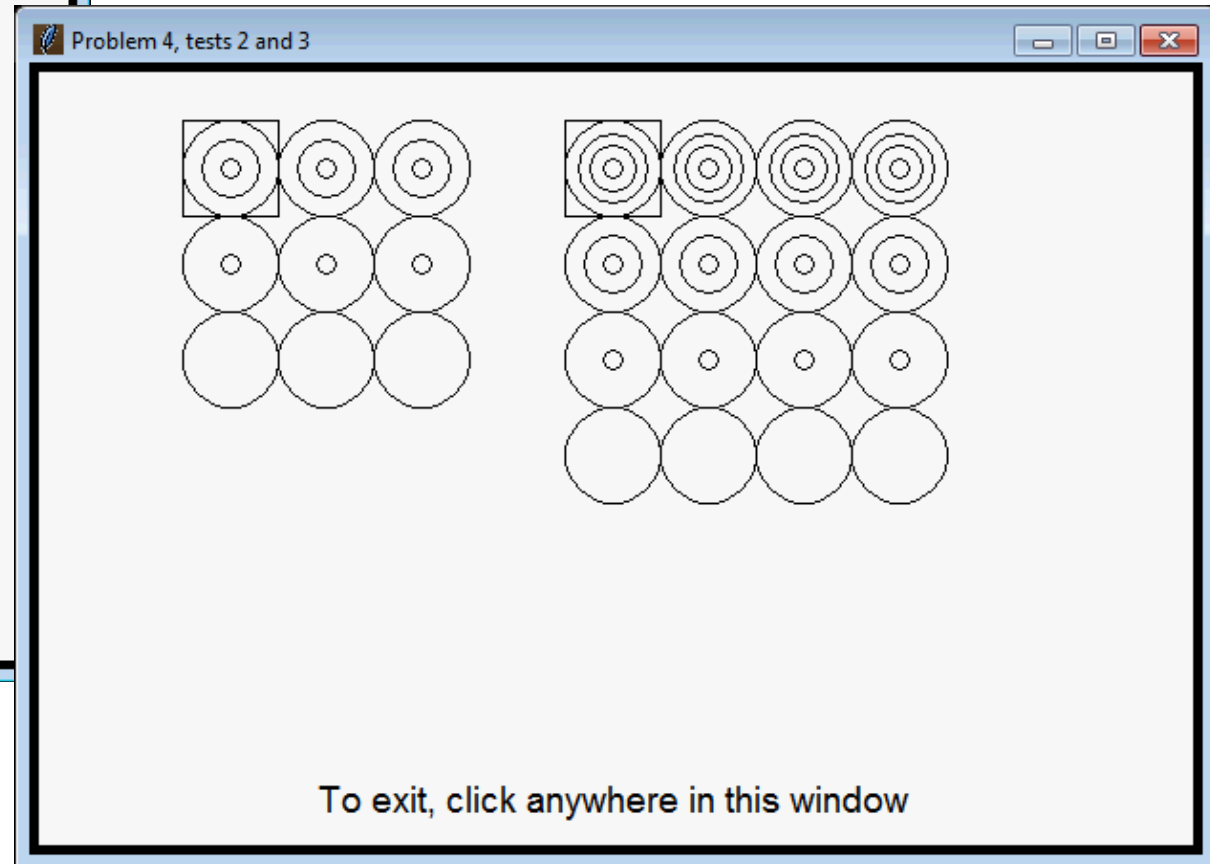 Problem 4, tests 2 and 3
To exit, click anywhere in this window